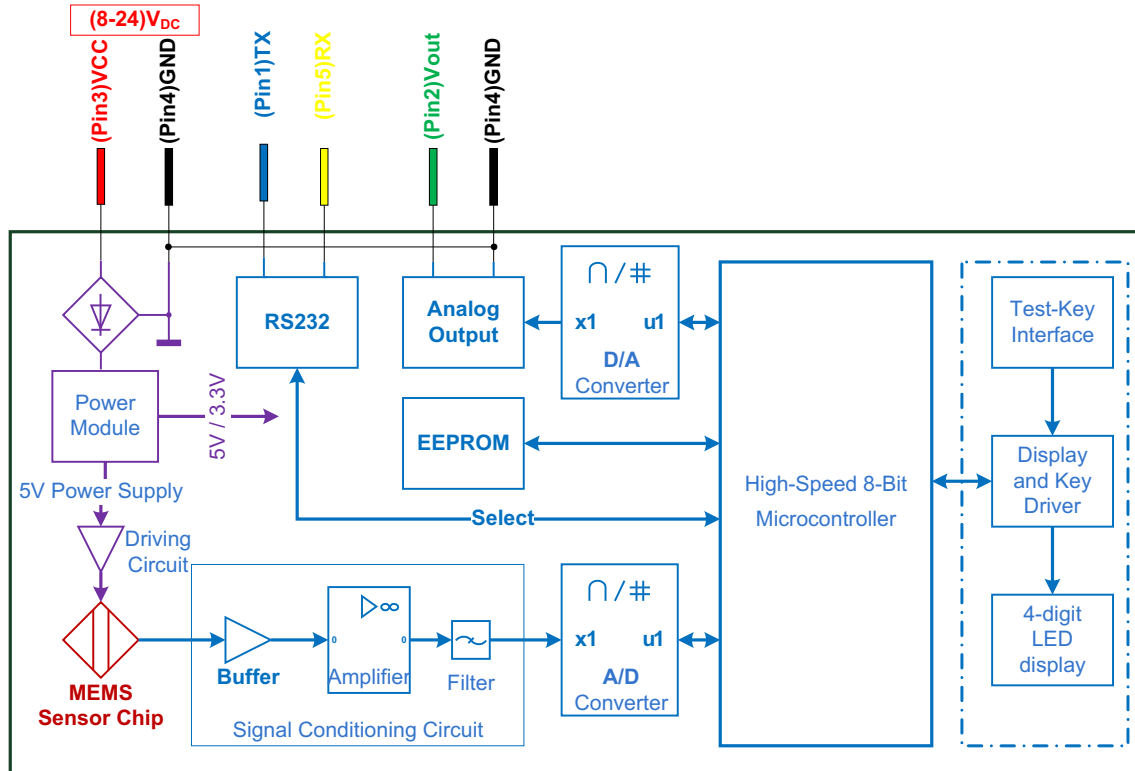 (8-24)VDC
(Pin3)VCC
(Pin4)GND
(Pin1)TX
(Pin5)RX
(Pin2)Vout
(Pin4)GND
RS232
Analog
Output
∩/#
x1 u1
D/A
Converter
Test-Key
Interface
Power
Module
5V / 3.3V
EEPROM
High-Speed 8-Bit
Microcontroller
Display
and Key
Driver
5V Power Supply
Select
Driving
Circuit
∩/#
x1 u1
A/D
Converter
▷∞
0 0
Amplifier
Buffer
Filter
Signal Conditioning Circuit
MEMS
Sensor Chip
4-digit
LED
display